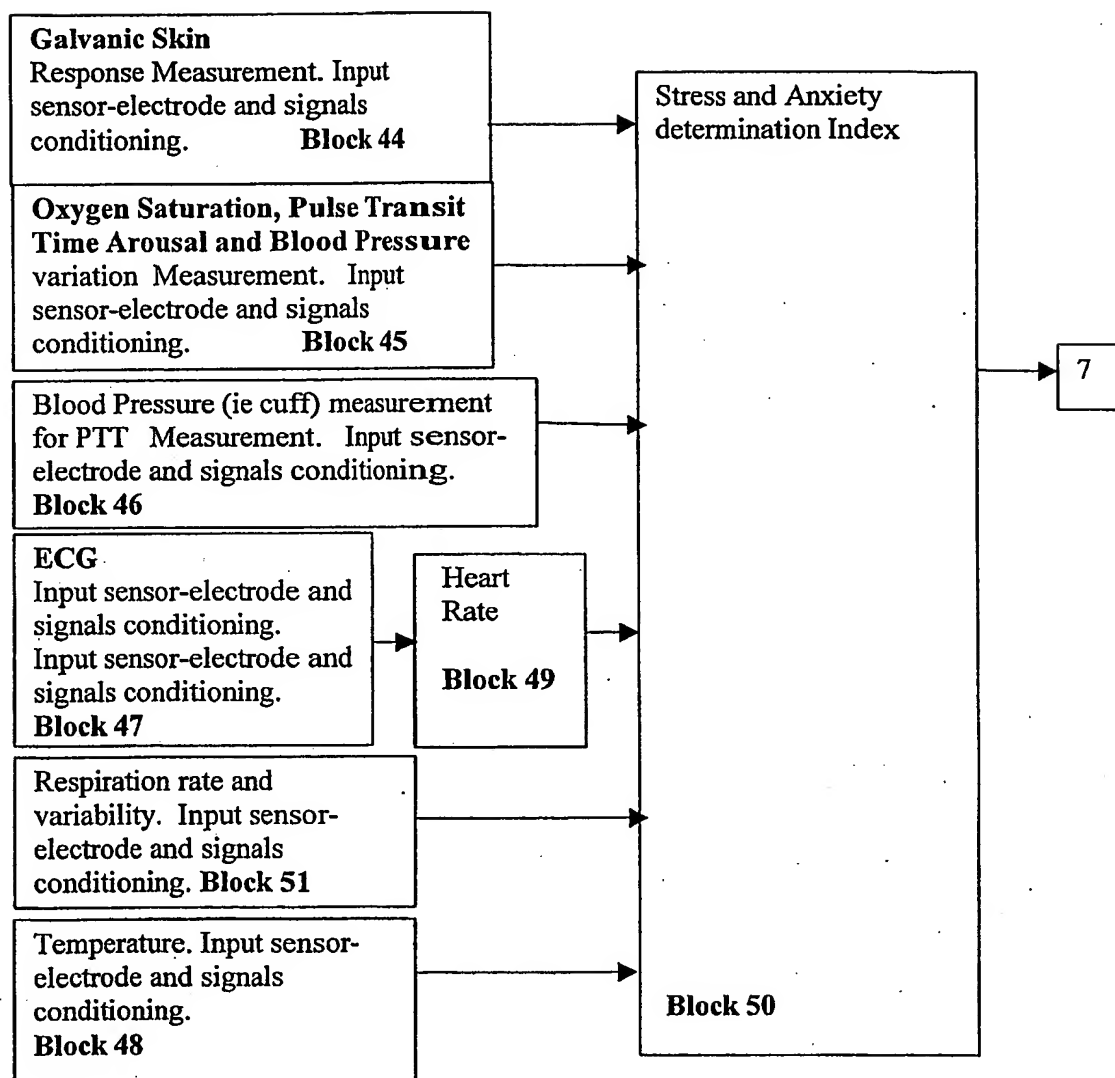 Galvanic Skin
Response Measurement. Input
sensor-electrode and signals
conditioning. Block 44
Oxygen Saturation, Pulse Transit
Time Arousal and Blood Pressure
variation Measurement. Input
sensor-electrode and signals
conditioning. Block 45
Blood Pressure (ie cuff) measurement
for PTT Measurement. Input sensor-
electrode and signals conditioning.
Block 46
ECG
Input sensor-electrode and
signals conditioning.
Input sensor-electrode and
signals conditioning.
Block 47
Heart
Rate
Block 49
Respiration rate and
variability. Input sensor-
electrode and signals
conditioning. Block 51
Temperature. Input sensor-
electrode and signals
conditioning.
Block 48
Stress and Anxiety
determination Index
Block 50
7